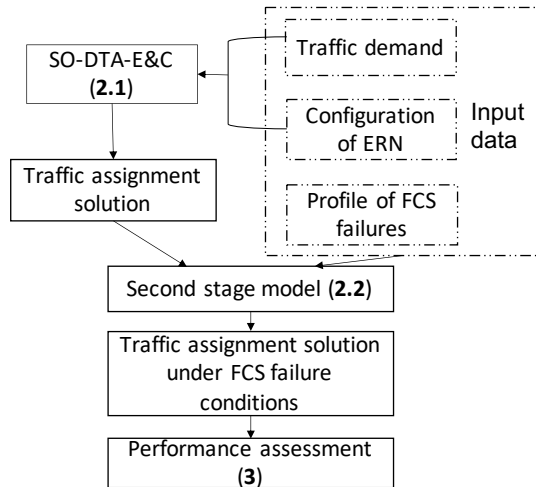 SO-DTA-E&C
(2.1)
Traffic demand
Configuration
of ERN
Input
data
Profile of FCS
failures
Traffic assignment
solution
Second stage model (2.2)
Traffic assignment solution
under FCS failure
conditions
Performance assessment
(3)